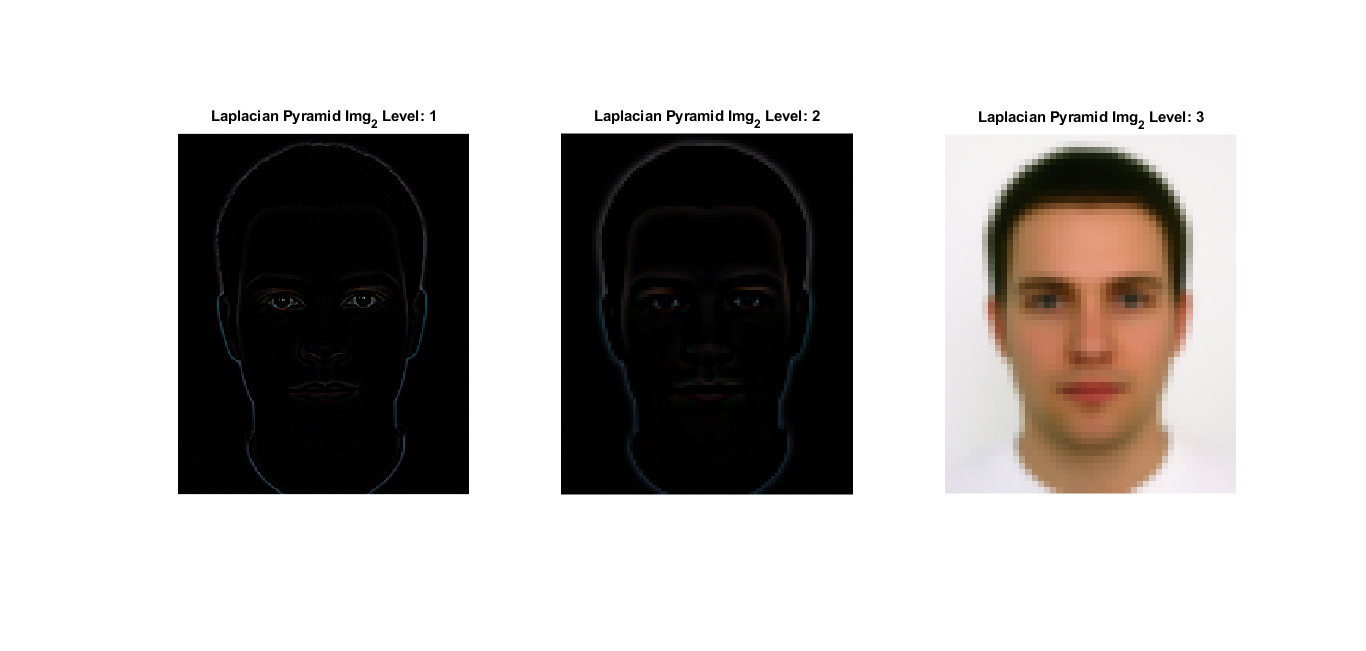 Laplacian Pyramid Img₂ Level: 1
Laplacian Pyramid Img₂ Level: 2
Laplacian Pyramid Img₂ Level: 3